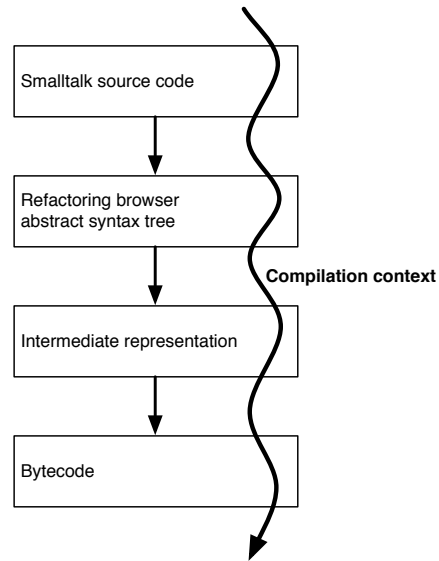 Smalltalk source code
Refactoring browser
abstract syntax tree
Compilation context
Intermediate representation
Bytecode